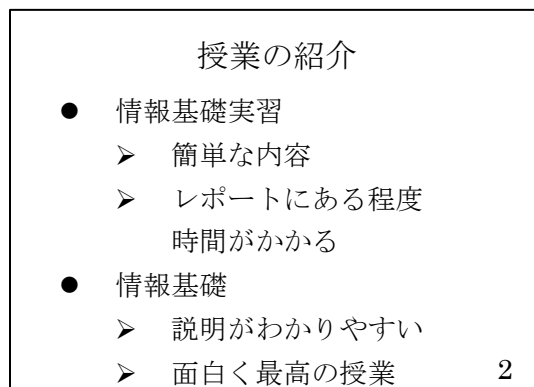 授業の紹介
● 情報基礎実習
➢ 簡単な内容
➢ レポートにある程度
時間がかかる
● 情報基礎
➢ 説明がわかりやすい
➢ 面白く最高の授業
2